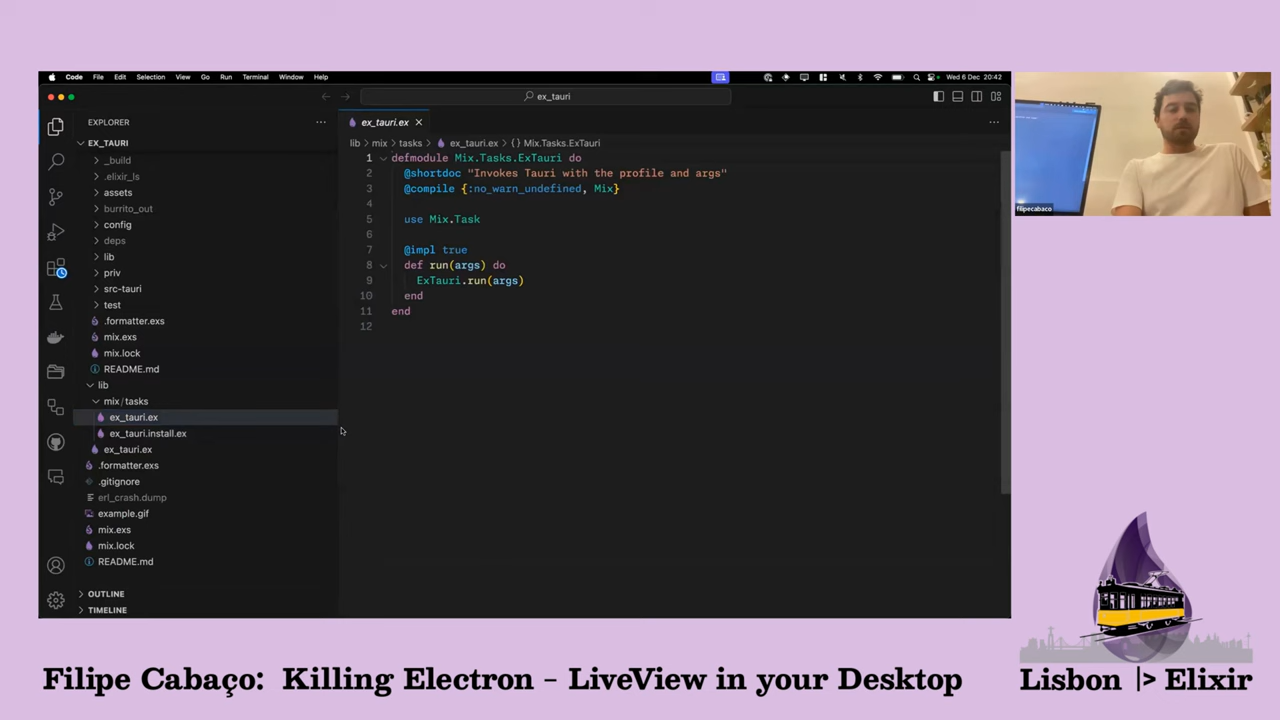 Code File Edit Selection View Go Run Terminal Window Help
Wed 6 Dec 20:42
ex_tauri
EXPLORER
EX_TAURI
_build
.elixir_ls
assets
burrito_out
config
deps
lib
priv
src-tauri
test
.formatter.exs
mix.exs
mix.lock
README.md
lib
mix/tasks
ex_tauri.ex
ex_tauri.install.ex
ex_tauri.ex
.formatter.exs
.gitignore
erl_crash.dump
example.gif
mix.exs
mix.lock
README.md
OUTLINE
TIMELINE
ex_tauri.ex
lib > mix > tasks > ex_tauri.ex > {} Mix.Tasks.ExTauri
1 defmodule Mix.Tasks.ExTauri do
2 @shortdoc "Invokes Tauri with the profile and args"
3 @compile {:no_warn_undefined, Mix}
4
5 use Mix.Task
6
7 @impl true
8 def run(args) do
9 ExTauri.run(args)
10 end
11 end
12
filipecabaco
Filipe Cabaço: Killing Electron - LiveView in your Desktop
Lisbon |> Elixir